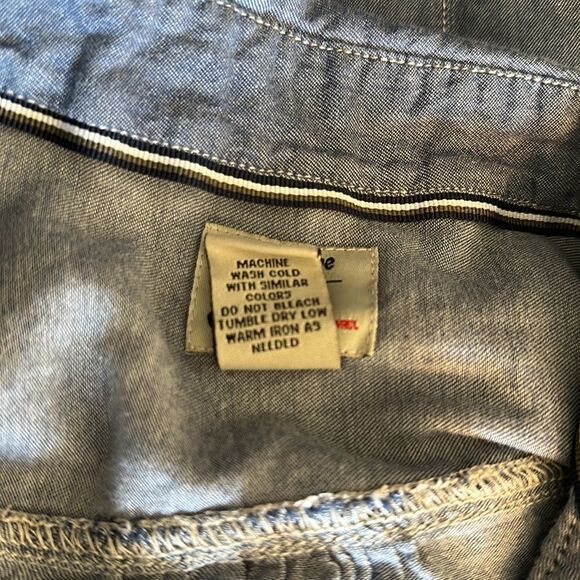 MACHINE
WASH COLD
WITH SIMILAR
COLORS
DO NOT BLEACH
TUMBLE DRY LOW
WARM IRON AS
NEEDED